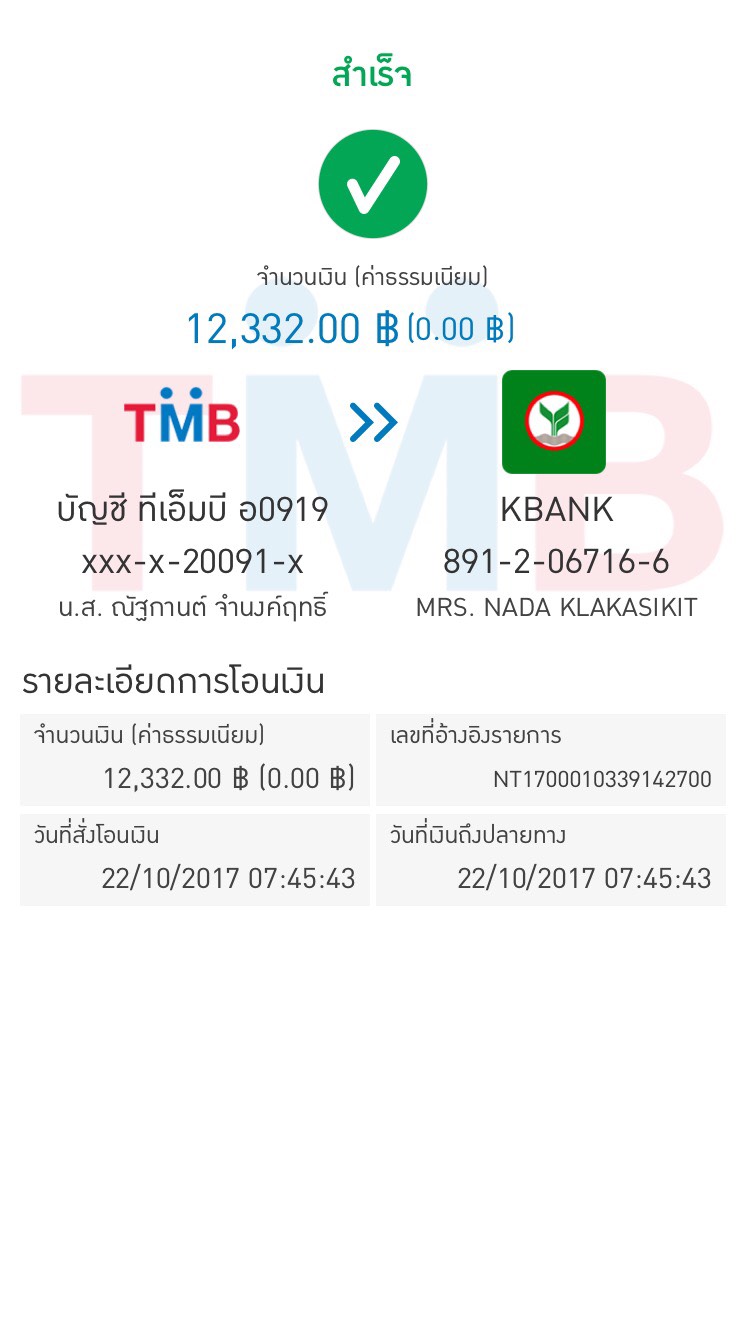 สำเร็จ
จำนวนเงิน (ค่าธรรมเนียม)
12,332.00 ฿ (0.00 ฿)
TMB
TMB
บัญชี ทีเอ็มบี อ0919
xxx-x-20091-x
น.ส. ณัฐกานต์ จำนงค์ฤทธิ์
KBANK
891-2-06716-6
MRS. NADA KLAKASIKIT
รายละเอียดการโอนเงิน
จำนวนเงิน (ค่าธรรมเนียม)
12,332.00 ฿ (0.00 ฿)
เลขที่อ้างอิงรายการ
NT1700010339142700
วันที่สั่งโอนเงิน
22/10/2017 07:45:43
วันที่เงินถึงปลายทาง
22/10/2017 07:45:43